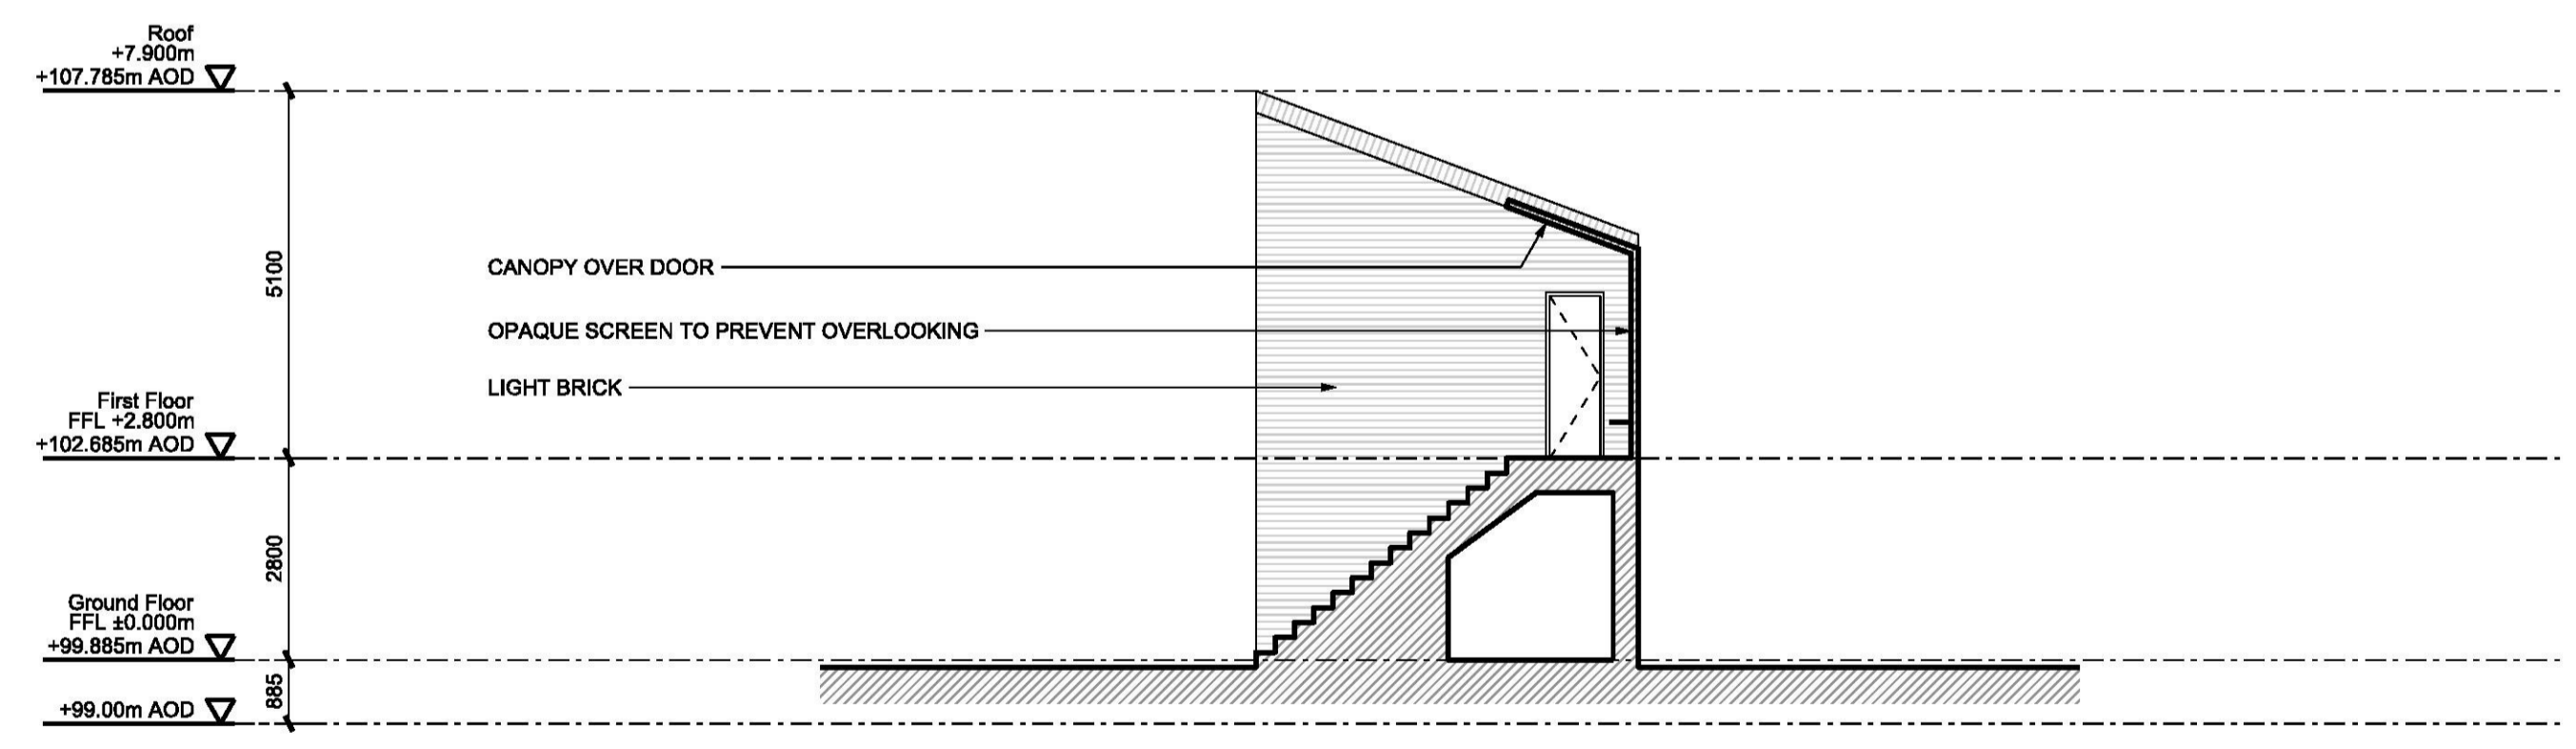 Roof
+7.900m
+107.785m AOD
5100
CANOPY OVER DOOR
OPAQUE SCREEN TO PREVENT OVERLOOKING
LIGHT BRICK
First Floor
FFL +2.800m
+102.685m AOD
2800
Ground Floor
FFL ±0.000m
+99.885m AOD
885
+99.00m AOD